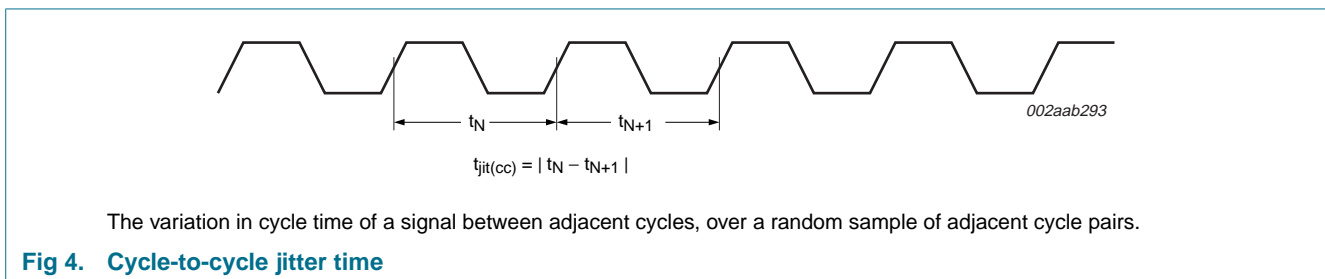 002aab293
tN tN+1
tjit(cc) = | tN − tN+1 |
The variation in cycle time of a signal between adjacent cycles, over a random sample of adjacent cycle pairs.
Fig 4. Cycle-to-cycle jitter time